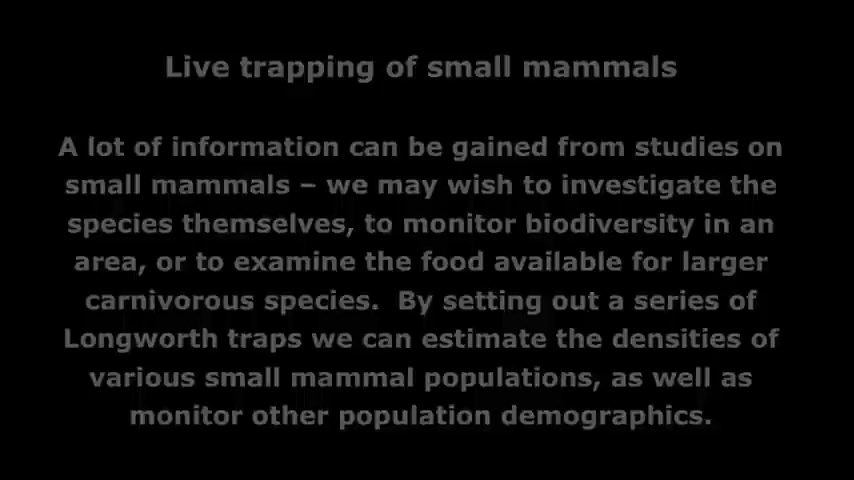 Live trapping of small mammals
A lot of information can be gained from studies on
small mammals – we may wish to investigate the
species themselves, to monitor biodiversity in an
area, or to examine the food available for larger
carnivorous species.  By setting out a series of
Longworth traps we can estimate the densities of
various small mammal populations, as well as
monitor other population demographics.